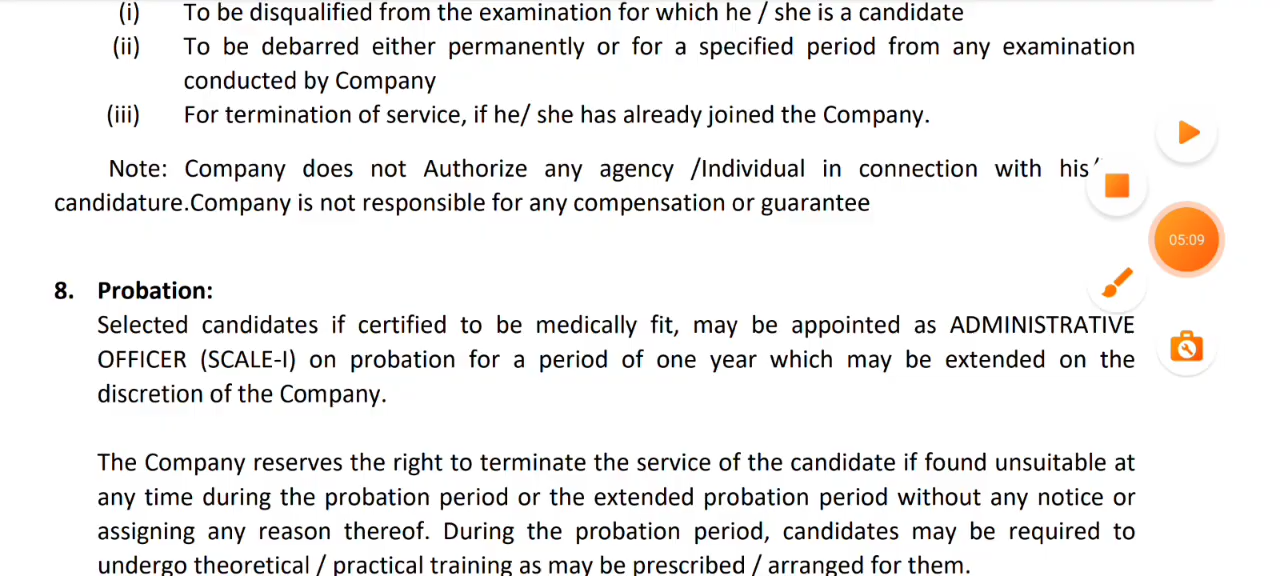 (i) To be disqualified from the examination for which he / she is a candidate
(ii) To be debarred either permanently or for a specified period from any examination
conducted by Company
(iii) For termination of service, if he/ she has already joined the Company.
Note: Company does not Authorize any agency /Individual in connection with his
candidature.Company is not responsible for any compensation or guarantee
05:09
8. Probation:
Selected candidates if certified to be medically fit, may be appointed as ADMINISTRATIVE
OFFICER (SCALE-I) on probation for a period of one year which may be extended on the
discretion of the Company.
The Company reserves the right to terminate the service of the candidate if found unsuitable at
any time during the probation period or the extended probation period without any notice or
assigning any reason thereof. During the probation period, candidates may be required to
undergo theoretical / practical training as may be prescribed / arranged for them.